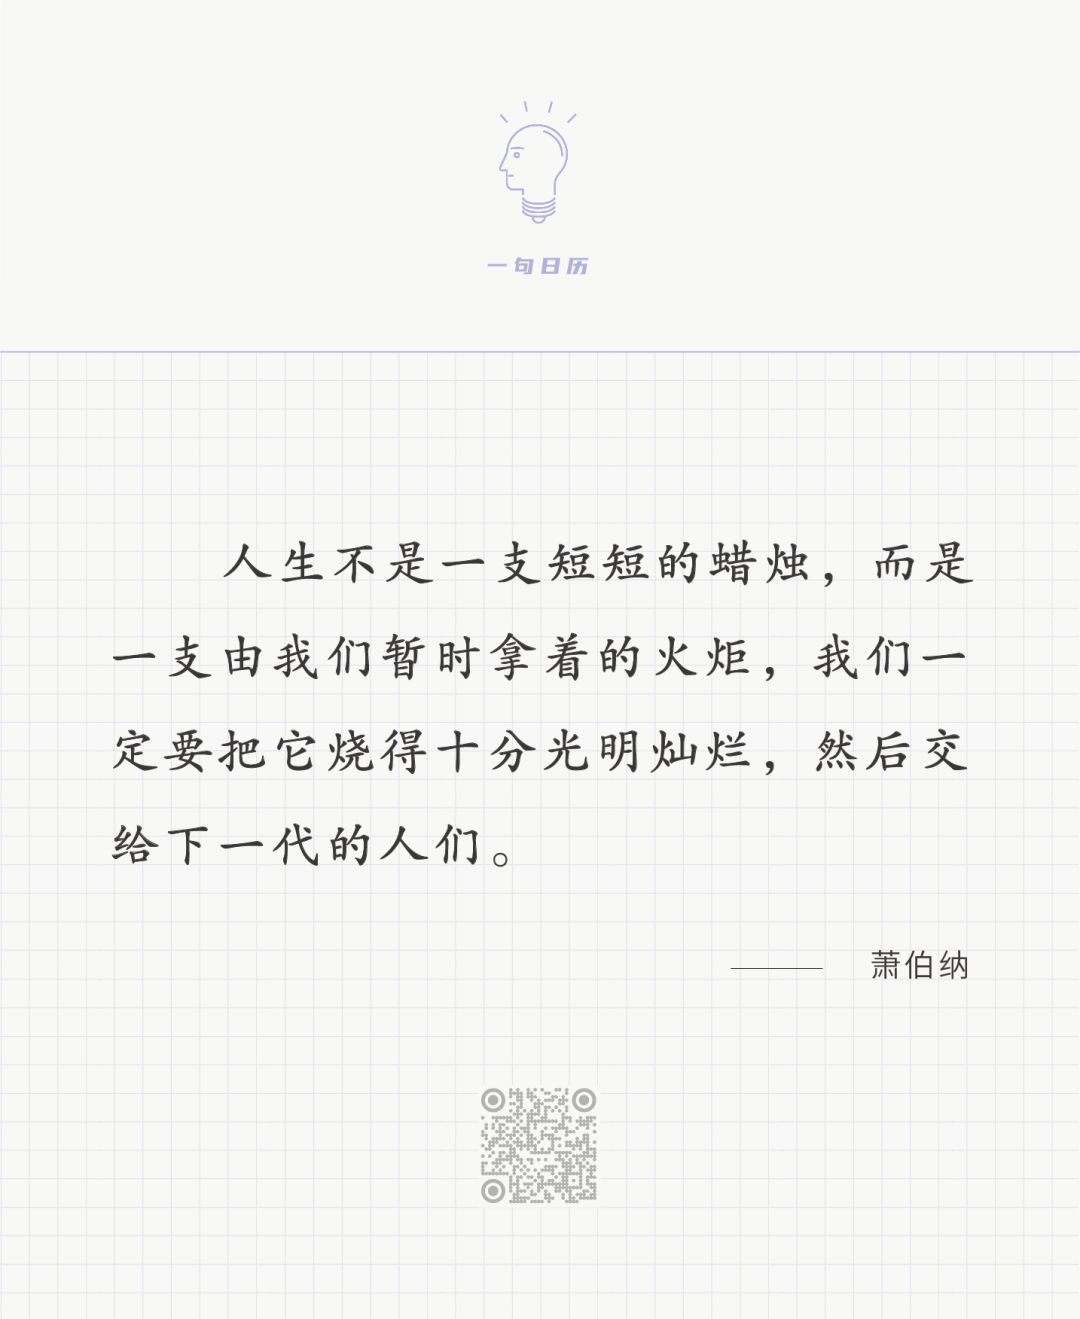 一句日历
人生不是一支短短的蜡烛，而是
一支由我们暂时拿着的火炬，我们一
定要把它烧得十分光明灿烂，然后交
给下一代的人们。
—— 萧伯纳